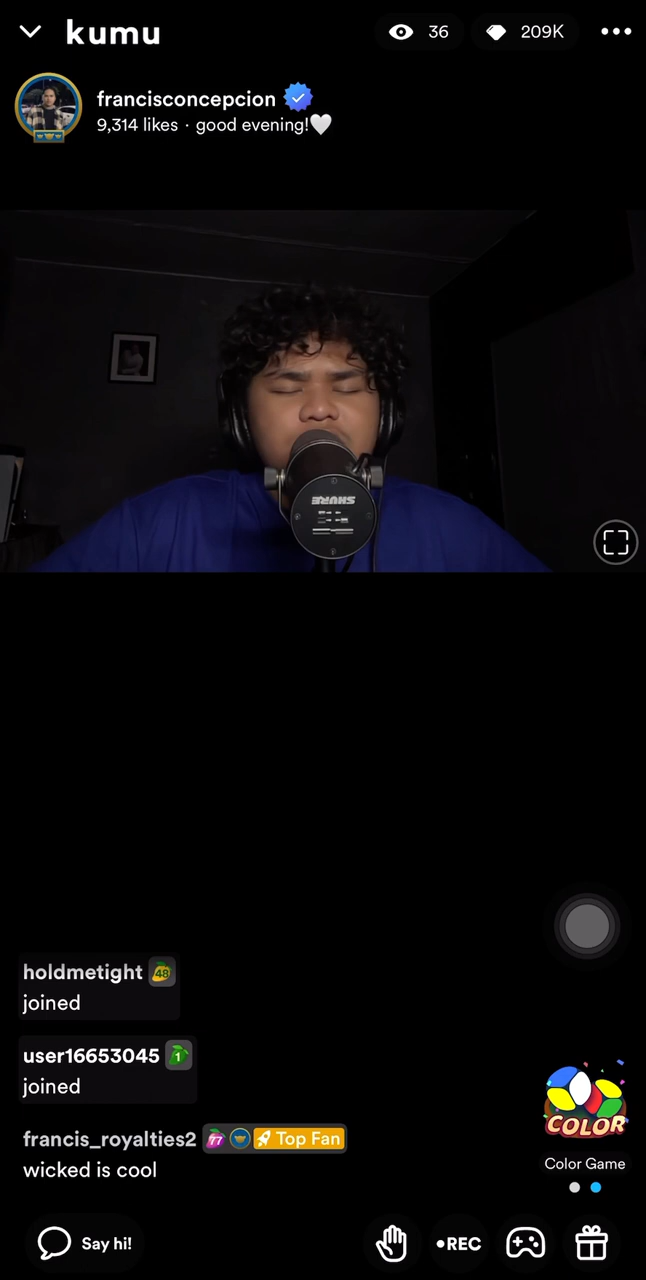 kumu
36
209K
francisconcepcion
9,314 likes · good evening!🤍
SHURE
holdmetight 48
joined
user16653045 1
joined
francis_royalties2 77 Top Fan
wicked is cool
COLOR
Color Game
Say hi!
•REC